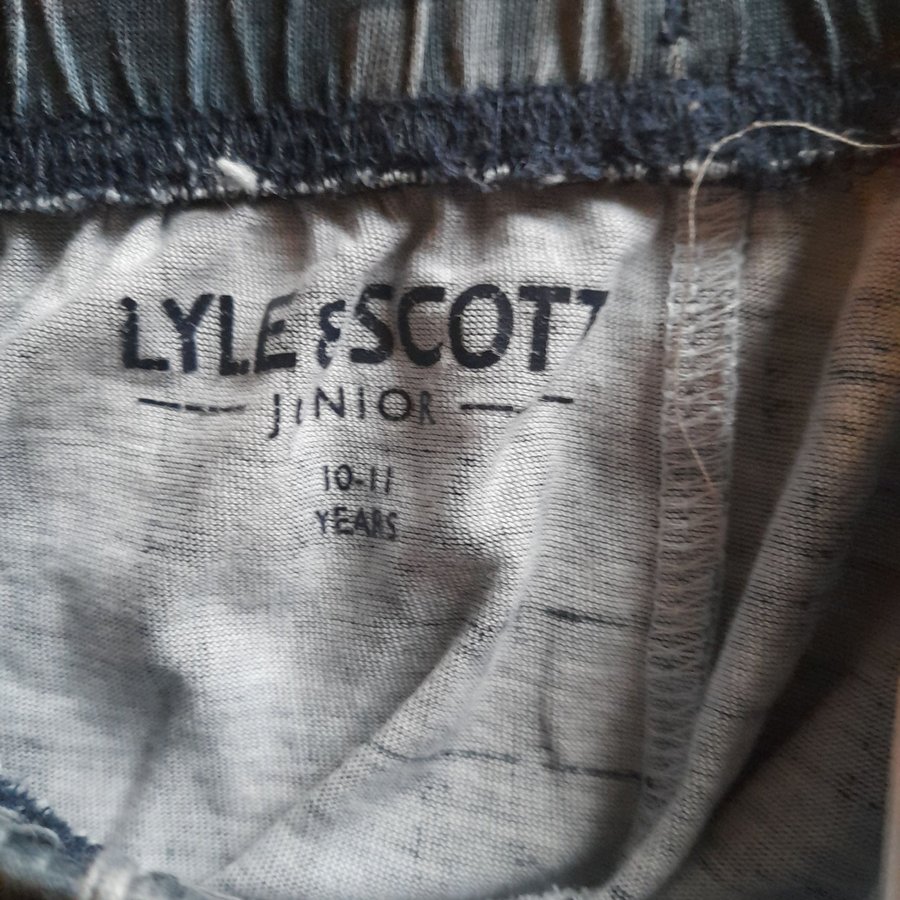 LYLE & SCOTT
JUNIOR
10-11
YEARS